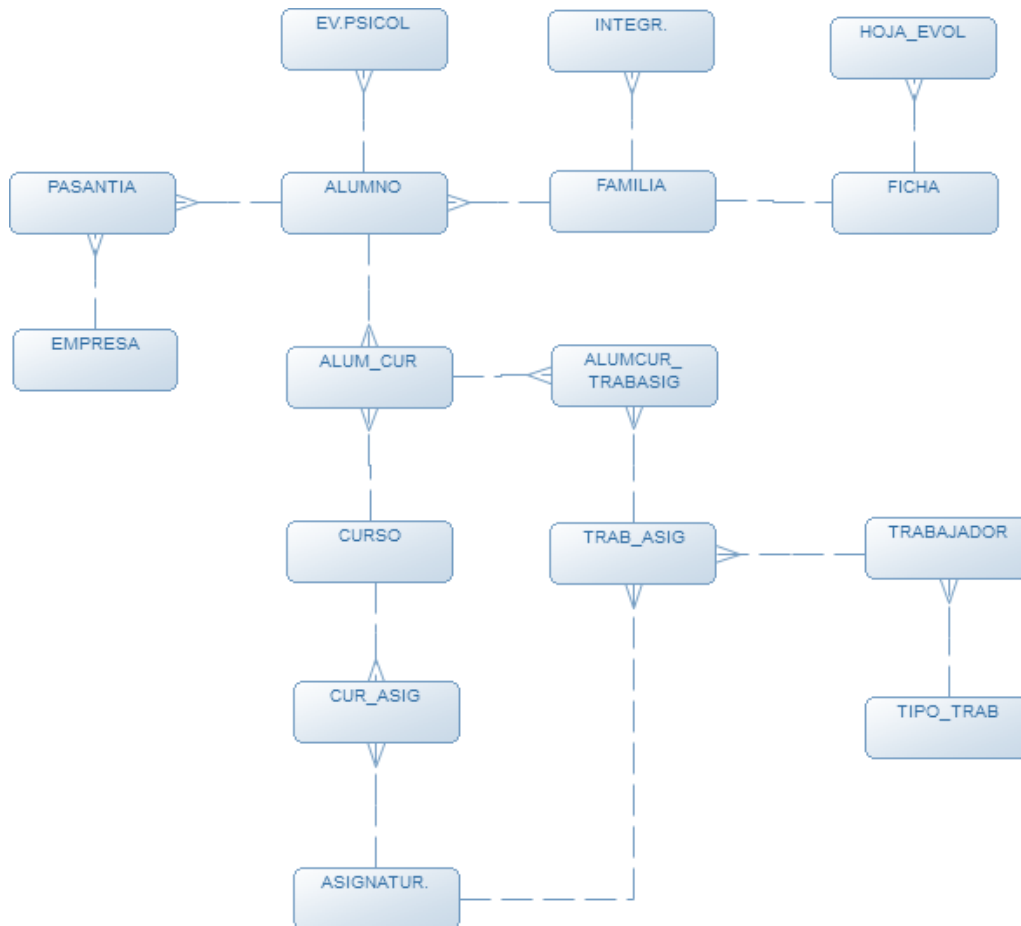 EV.PSICOL
INTEGR.
HOJA_EVOL
PASANTIA
ALUMNO
FAMILIA
FICHA
EMPRESA
ALUM_CUR
ALUMCUR_
TRABASIG
CURSO
TRAB_ASIG
TRABAJADOR
CUR_ASIG
TIPO_TRAB
ASIGNATUR.